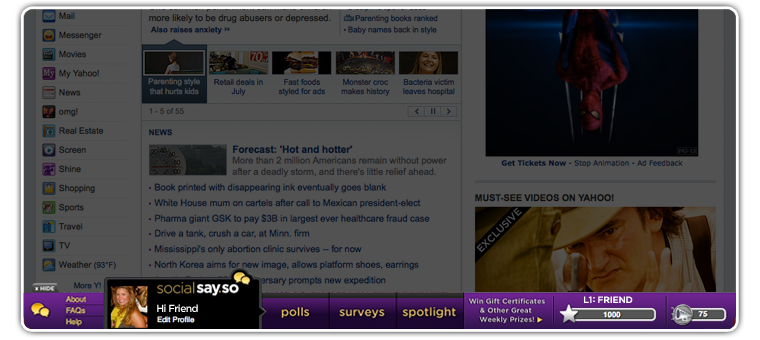 Mail
Messenger
Movies
My My Yahoo!
News
omg!
Real Estate
Screen
Shine
Shopping
Sports
Travel
TV
Weather (93°F)
More Y!
more likely to be drug abusers or depressed.
Also raises anxiety ››
Parenting books ranked
• Baby names back in style
70%
Parenting style
that hurts kids
Retail deals in
July
Fast foods
styled for ads
Monster croc
makes history
Bacteria victim
leaves hospital
1 - 5 of 55
NEWS
Forecast: 'Hot and hotter'
More than 2 million Americans remain without power
after a deadly storm, and there's little relief ahead.
• Book printed with disappearing ink eventually goes blank
• White House mum on cartels after call to Mexican president-elect
• Pharma giant GSK to pay $3B in largest ever healthcare fraud case
• Drive a tank, crush a car, at Minn. firm
• Mississippi's only abortion clinic survives -- for now
• North Korea aims for new image, allows platform shoes, earrings
versary prompts new expedition
PG-13
Get Tickets Now - Stop Animation - Ad Feedback
MUST-SEE VIDEOS ON YAHOO!
EXCLUSIVE
x HIDE
About
FAQs
Help
socialsay.so
Hi Friend
Edit Profile
polls
surveys
spotlight
Win Gift Certificates
& Other Great
Weekly Prizes!
L1: FRIEND
1000
75